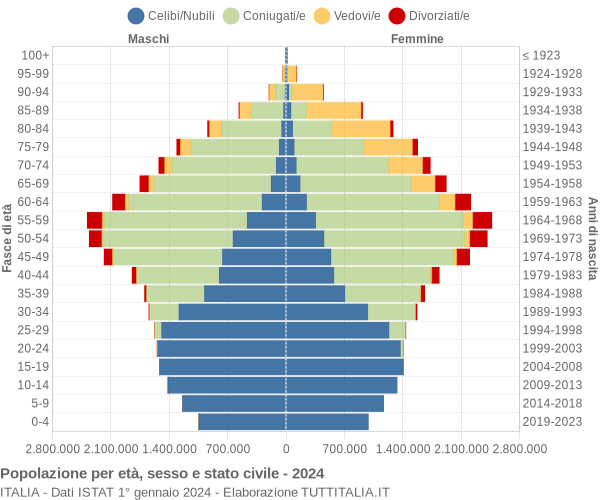 Celibi/Nubili Coniugati/e Vedovi/e Divorziati/e
Maschi Femmine
Fasce di età
Anni di nascita
100+ ≤ 1923
95-99 1924-1928
90-94 1929-1933
85-89 1934-1938
80-84 1939-1943
75-79 1944-1948
70-74 1949-1953
65-69 1954-1958
60-64 1959-1963
55-59 1964-1968
50-54 1969-1973
45-49 1974-1978
40-44 1979-1983
35-39 1984-1988
30-34 1989-1993
25-29 1994-1998
20-24 1999-2003
15-19 2004-2008
10-14 2009-2013
5-9 2014-2018
0-4 2019-2023
2.800.000 2.100.000 1.400.000 700.000 0 700.000 1.400.000 2.100.000 2.800.000
Popolazione per età, sesso e stato civile - 2024
ITALIA - Dati ISTAT 1° gennaio 2024 - Elaborazione TUTTITALIA.IT